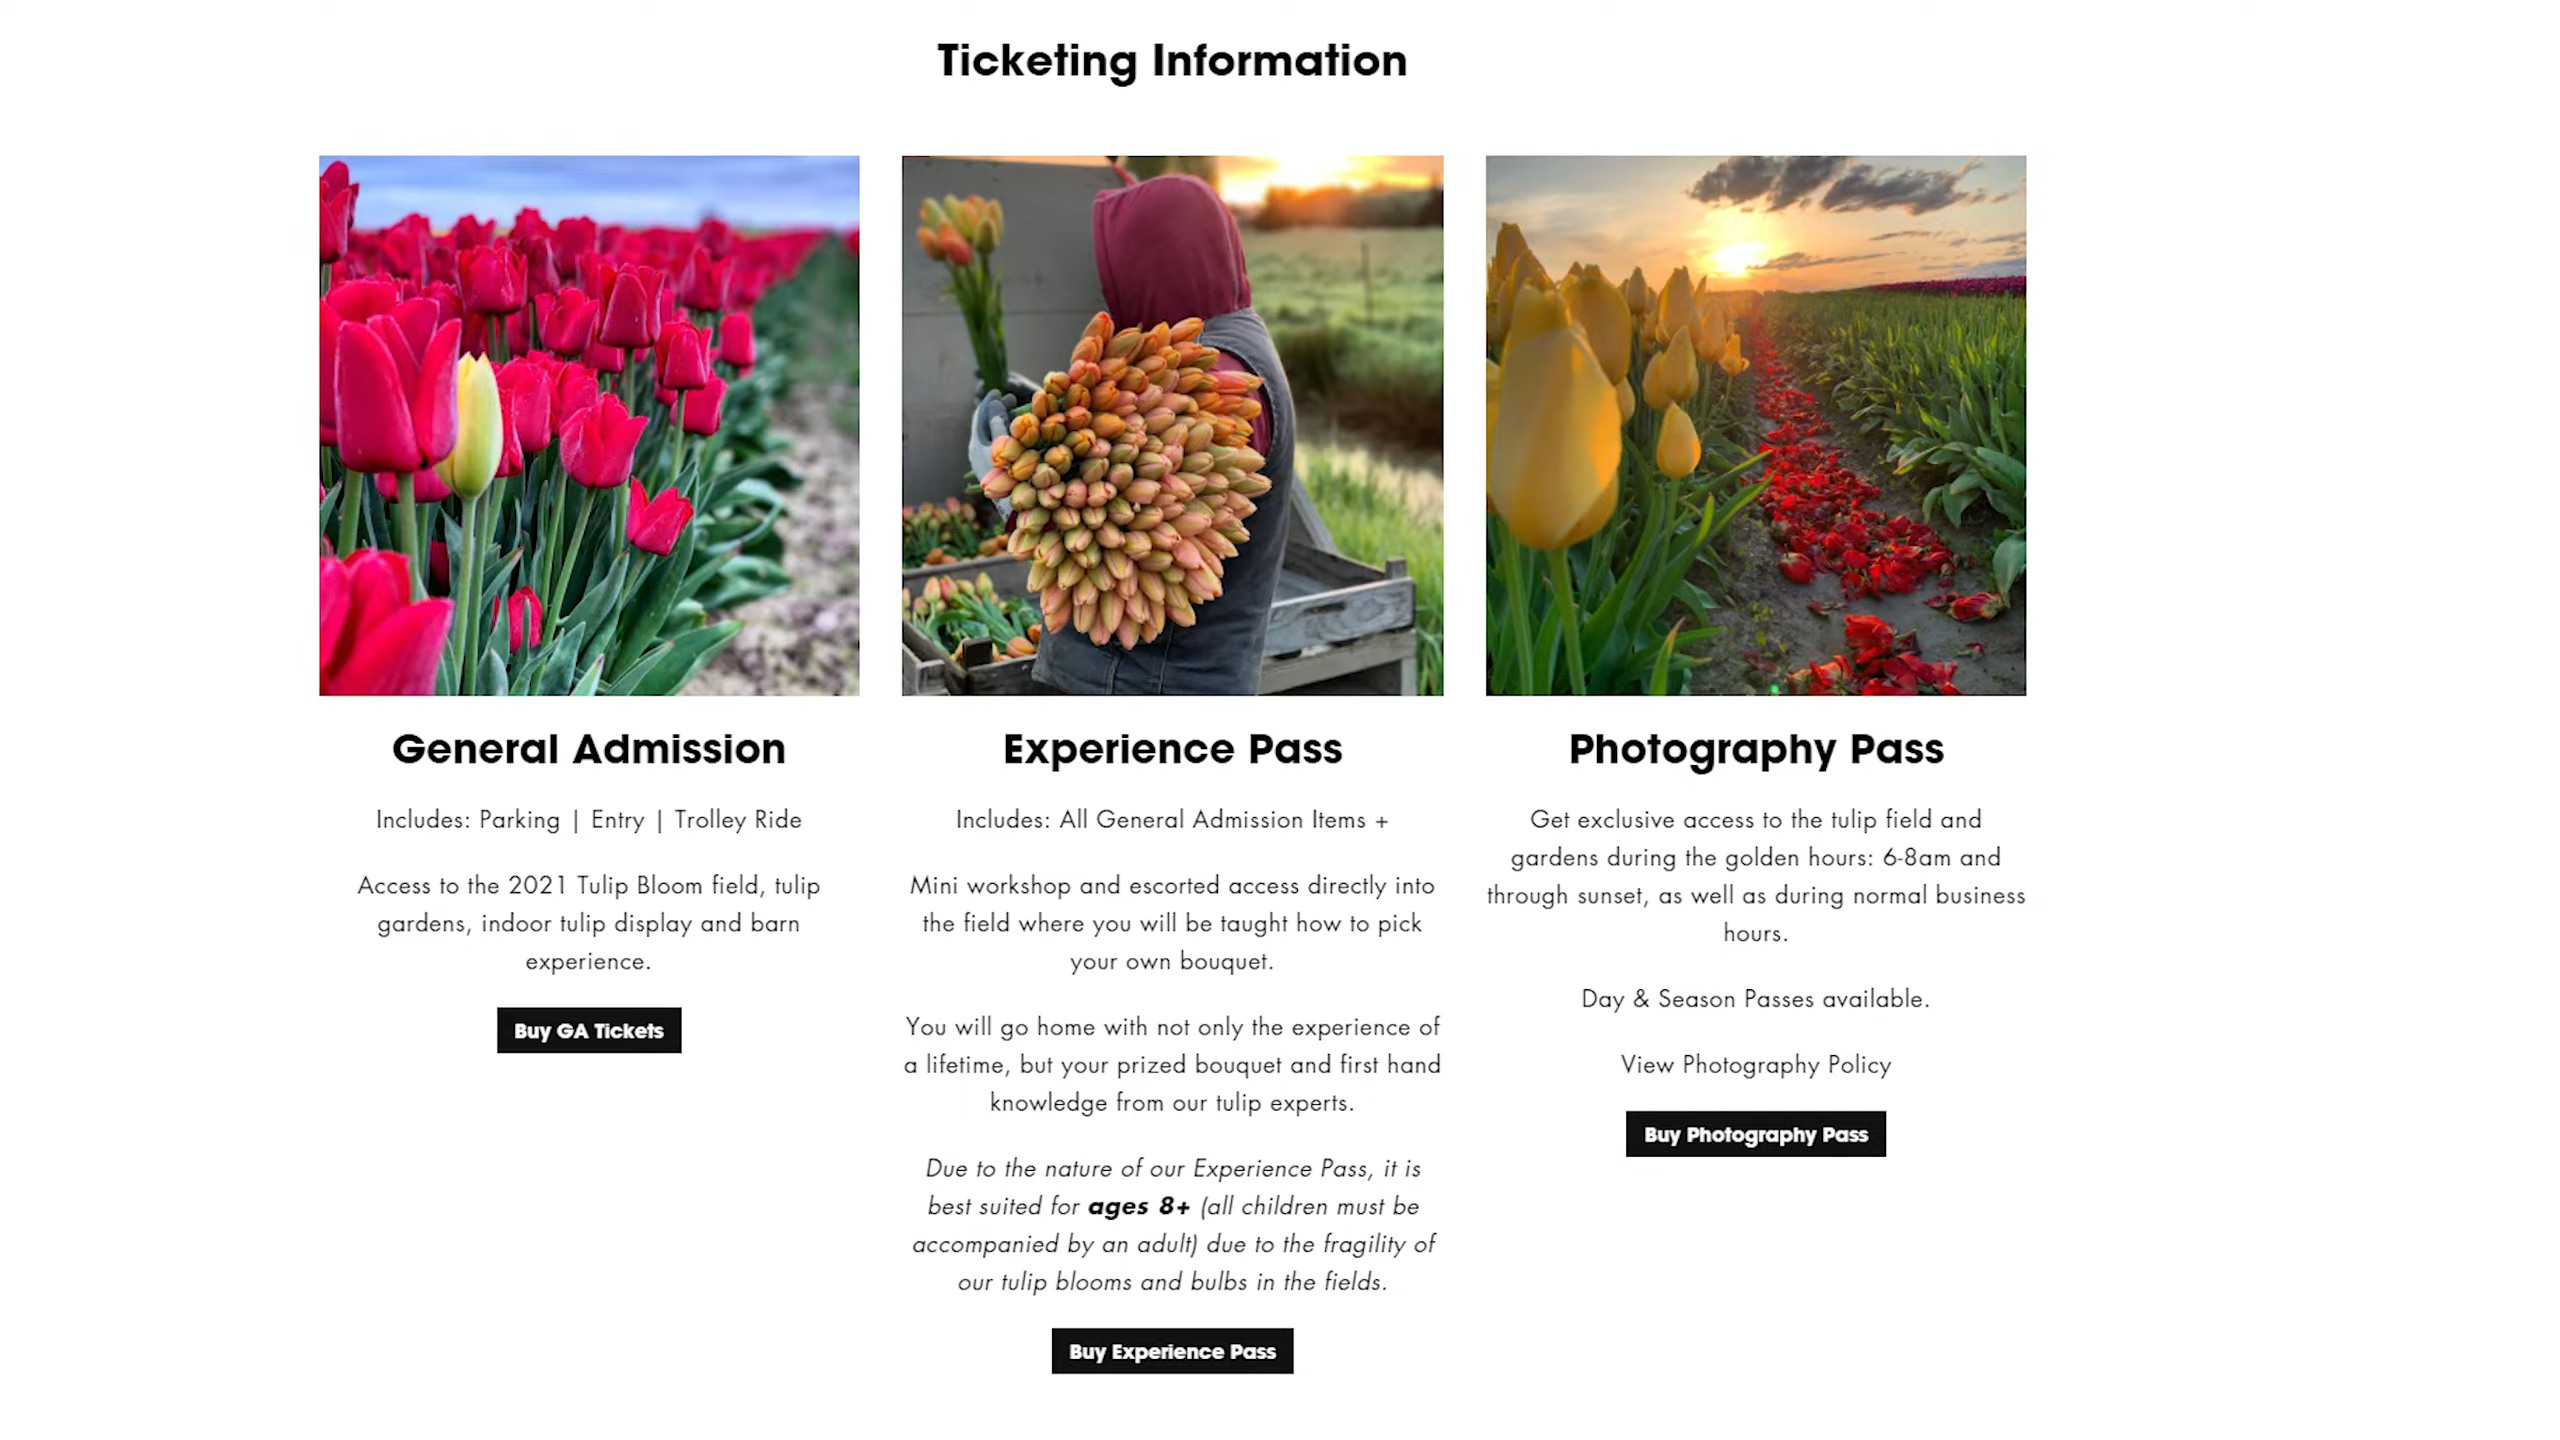 Ticketing Information
General Admission
Includes: Parking | Entry | Trolley Ride
Access to the 2021 Tulip Bloom field, tulip
gardens, indoor tulip display and barn
experience.
Buy GA Tickets
Experience Pass
Includes: All General Admission Items +
Mini workshop and escorted access directly into
the field where you will be taught how to pick
your own bouquet.
You will go home with not only the experience of
a lifetime, but your prized bouquet and first hand
knowledge from our tulip experts.
Due to the nature of our Experience Pass, it is
best suited for ages 8+ (all children must be
accompanied by an adult) due to the fragility of
our tulip blooms and bulbs in the fields.
Buy Experience Pass
Photography Pass
Get exclusive access to the tulip field and
gardens during the golden hours: 6-8am and
through sunset, as well as during normal business
hours.
Day & Season Passes available.
View Photography Policy
Buy Photography Pass